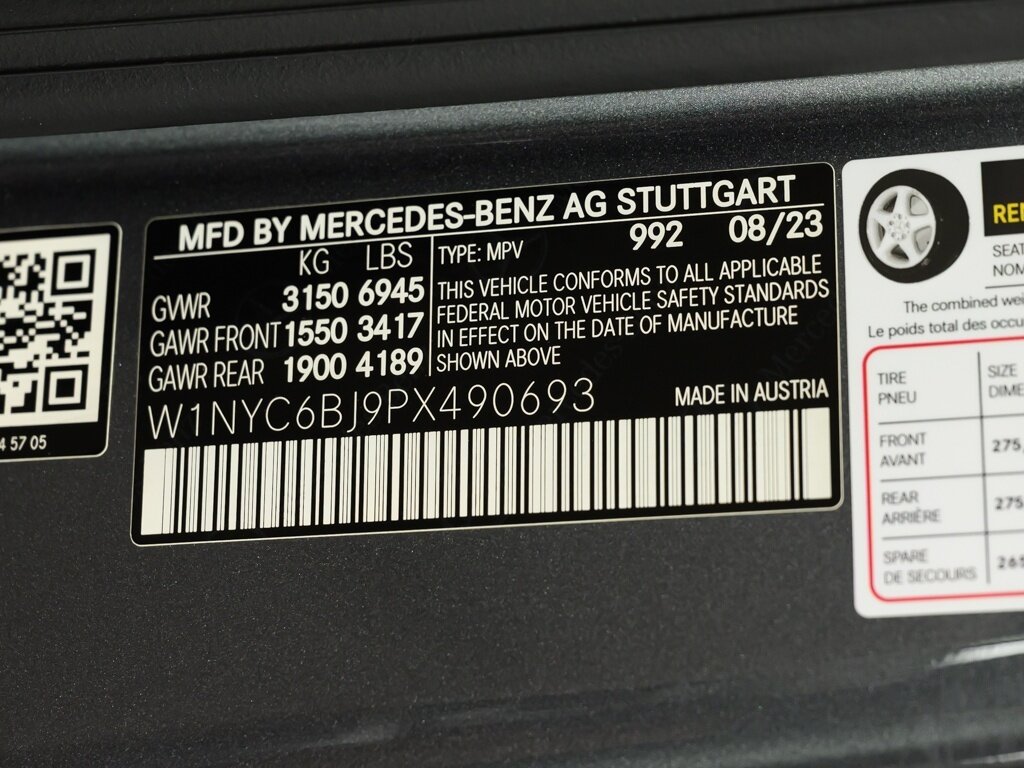 4 57 05
MFD BY MERCEDES-BENZ AG STUTTGART
KG LBS
GVWR 3150 6945
GAWR FRONT 1550 3417
GAWR REAR 1900 4189
TYPE: MPV 992 08/23
THIS VEHICLE CONFORMS TO ALL APPLICABLE
FEDERAL MOTOR VEHICLE SAFETY STANDARDS
IN EFFECT ON THE DATE OF MANUFACTURE
SHOWN ABOVE
W1NYC6BJ9PX490693
MADE IN AUSTRIA
The combined
Le poids total des
TIRE SIZE
PNEU
FRONT 275
AVANT
REAR 275
ARRIÈRE
SPARE 265
DE SECOURS